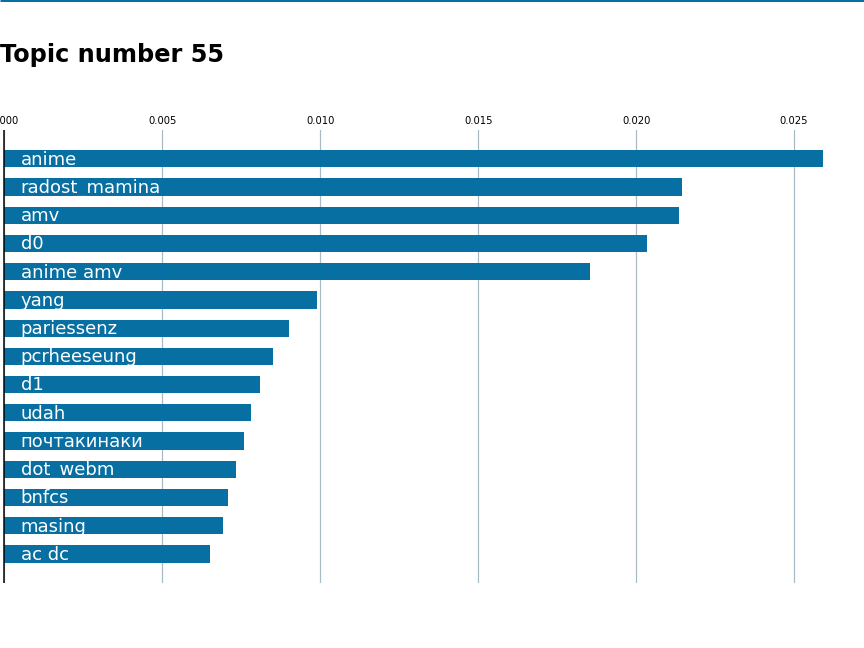 Topic number 55
000 0.005 0.010 0.015 0.020 0.025
anime
radost_mamina
amv
d0
anime amv
yang
pariessenz
pcrheeseung
d1
udah
почтакинаки
dot_webm
bnfcs
masing
ac dc